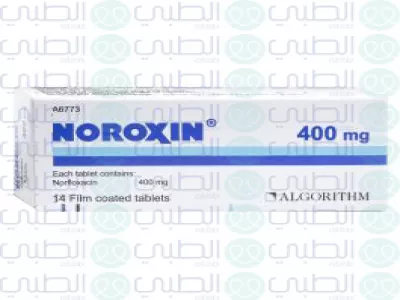 A6773
NOROXIN®
400 mg
Each tablet contains:
Norfloxacin 400 mg
14 Film coated tablets
ALGORITHM
الطبي